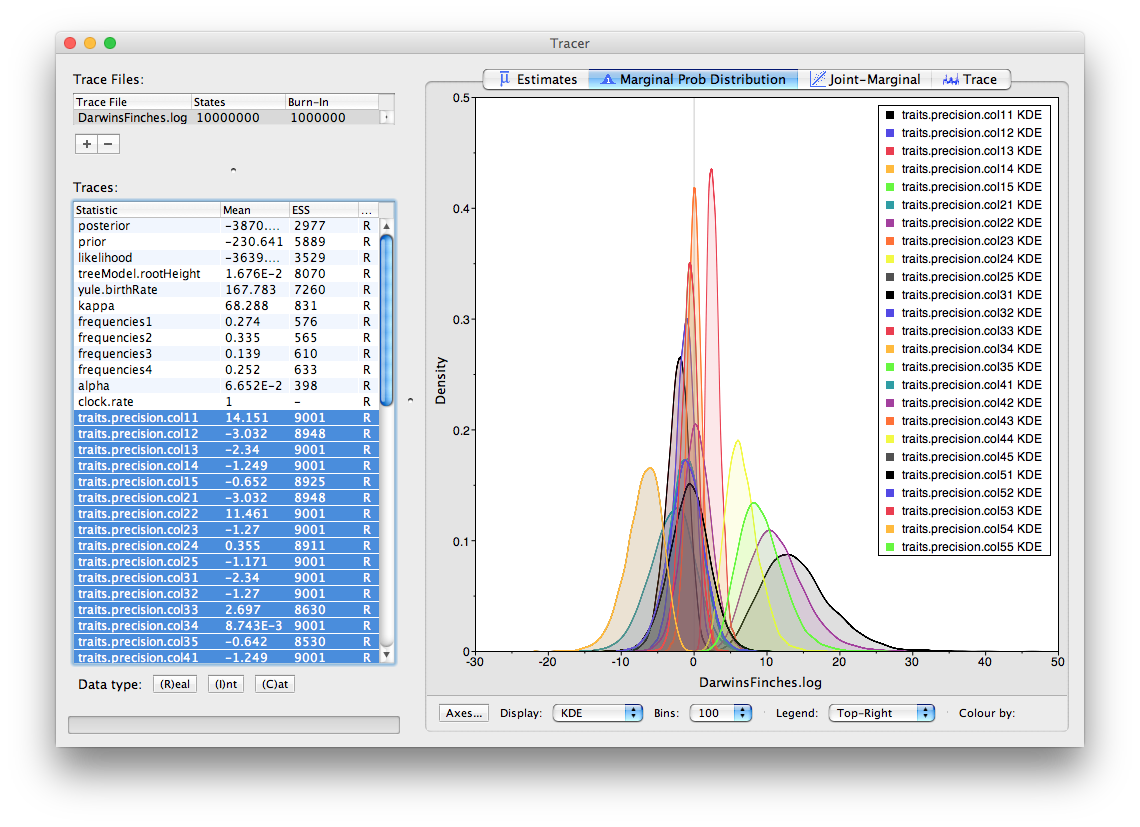 Tracer
Trace Files:
Trace File States Burn-In
DarwinsFinches.log 10000000 1000000
+ −
Traces:
Statistic Mean ESS ...
posterior -3870.... 2977 R
prior -230.641 5889 R
likelihood -3639.... 3529 R
treeModel.rootHeight 1.676E-2 8070 R
yule.birthRate 167.783 7260 R
kappa 68.288 831 R
frequencies1 0.274 576 R
frequencies2 0.335 565 R
frequencies3 0.139 610 R
frequencies4 0.252 633 R
alpha 6.652E-2 398 R
clock.rate 1 - R
traits.precision.col11 14.151 9001 R
traits.precision.col12 -3.032 8948 R
traits.precision.col13 -2.34 9001 R
traits.precision.col14 -1.249 9001 R
traits.precision.col15 -0.652 8925 R
traits.precision.col21 -3.032 8948 R
traits.precision.col22 11.461 9001 R
traits.precision.col23 -1.27 9001 R
traits.precision.col24 0.355 8911 R
traits.precision.col25 -1.171 9001 R
traits.precision.col31 -2.34 9001 R
traits.precision.col32 -1.27 9001 R
traits.precision.col33 2.697 8630 R
traits.precision.col34 8.743E-3 9001 R
traits.precision.col35 -0.642 8530 R
traits.precision.col41 -1.249 9001 R
Data type: (R)eal (I)nt (C)at
μ Estimates Marginal Prob Distribution Joint-Marginal Trace
0.5
0.4
0.3
0.2
0.1
0
Density
-30 -20 -10 0 10 20 30 40 50
DarwinsFinches.log
traits.precision.col11 KDE
traits.precision.col12 KDE
traits.precision.col13 KDE
traits.precision.col14 KDE
traits.precision.col15 KDE
traits.precision.col21 KDE
traits.precision.col22 KDE
traits.precision.col23 KDE
traits.precision.col24 KDE
traits.precision.col25 KDE
traits.precision.col31 KDE
traits.precision.col32 KDE
traits.precision.col33 KDE
traits.precision.col34 KDE
traits.precision.col35 KDE
traits.precision.col41 KDE
traits.precision.col42 KDE
traits.precision.col43 KDE
traits.precision.col44 KDE
traits.precision.col45 KDE
traits.precision.col51 KDE
traits.precision.col52 KDE
traits.precision.col53 KDE
traits.precision.col54 KDE
traits.precision.col55 KDE
Axes... Display: KDE Bins: 100 Legend: Top-Right Colour by: